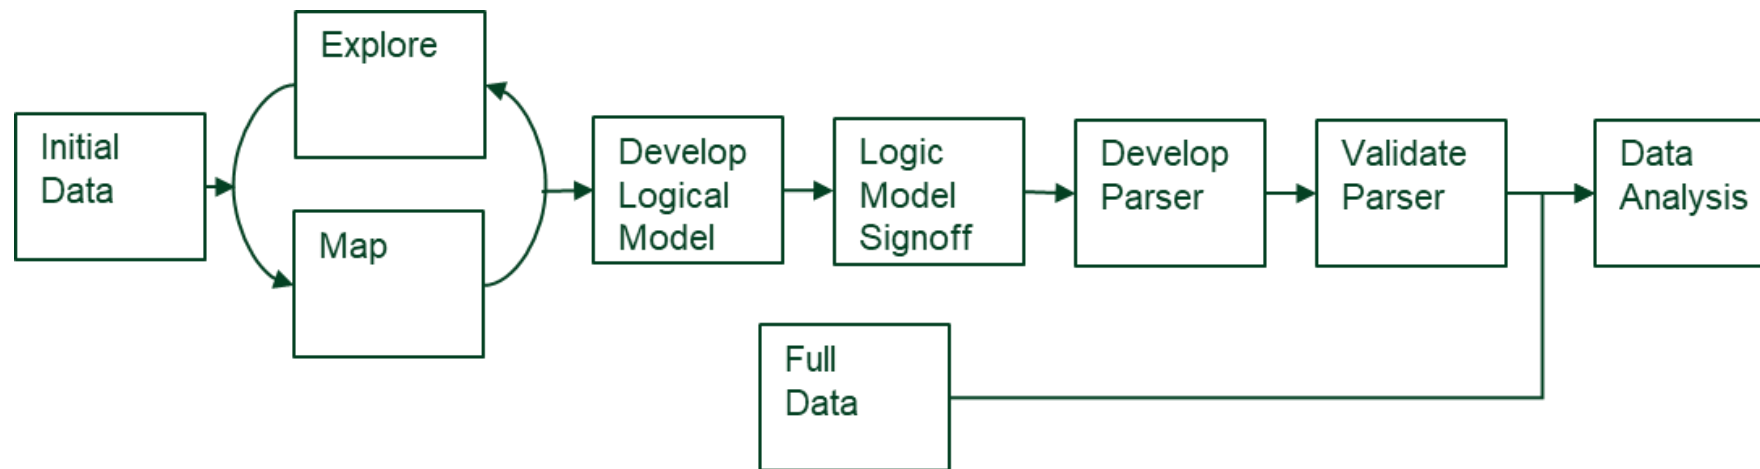 Explore
Initial
Data
Map
Develop
Logical
Model
Logic
Model
Signoff
Develop
Parser
Validate
Parser
Data
Analysis
Full
Data